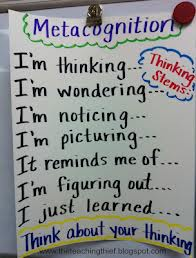 Metacognition
Thinking
Stems
I'm thinking...
I'm wondering...
I'm noticing...
I'm picturing...
It reminds me of...
I'm figuring out...
I just learned....
Think about your thinking
www.theteachingthief.blogspot.com